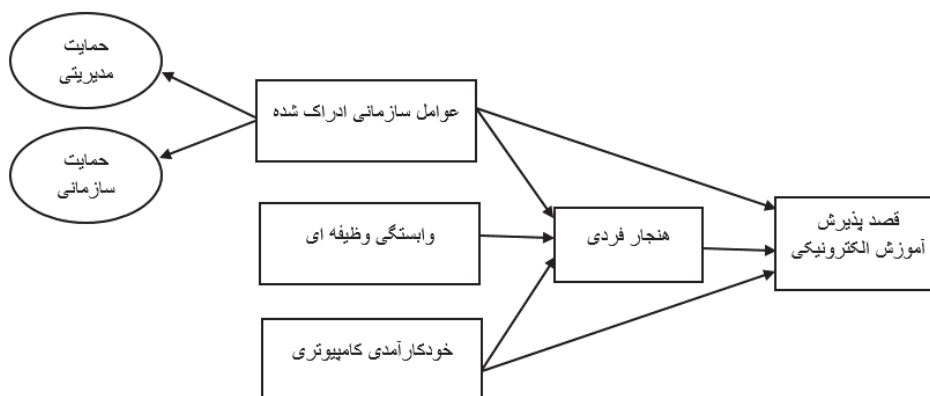 حمایت
مدیریتی
عوامل سازمانی ادراک شده
حمایت
سازمانی
وابستگی وظیفه ای
هنجار فردی
قصد پذیرش
آموزش الکترونیکی
خودکارآمدی کامپیوتری